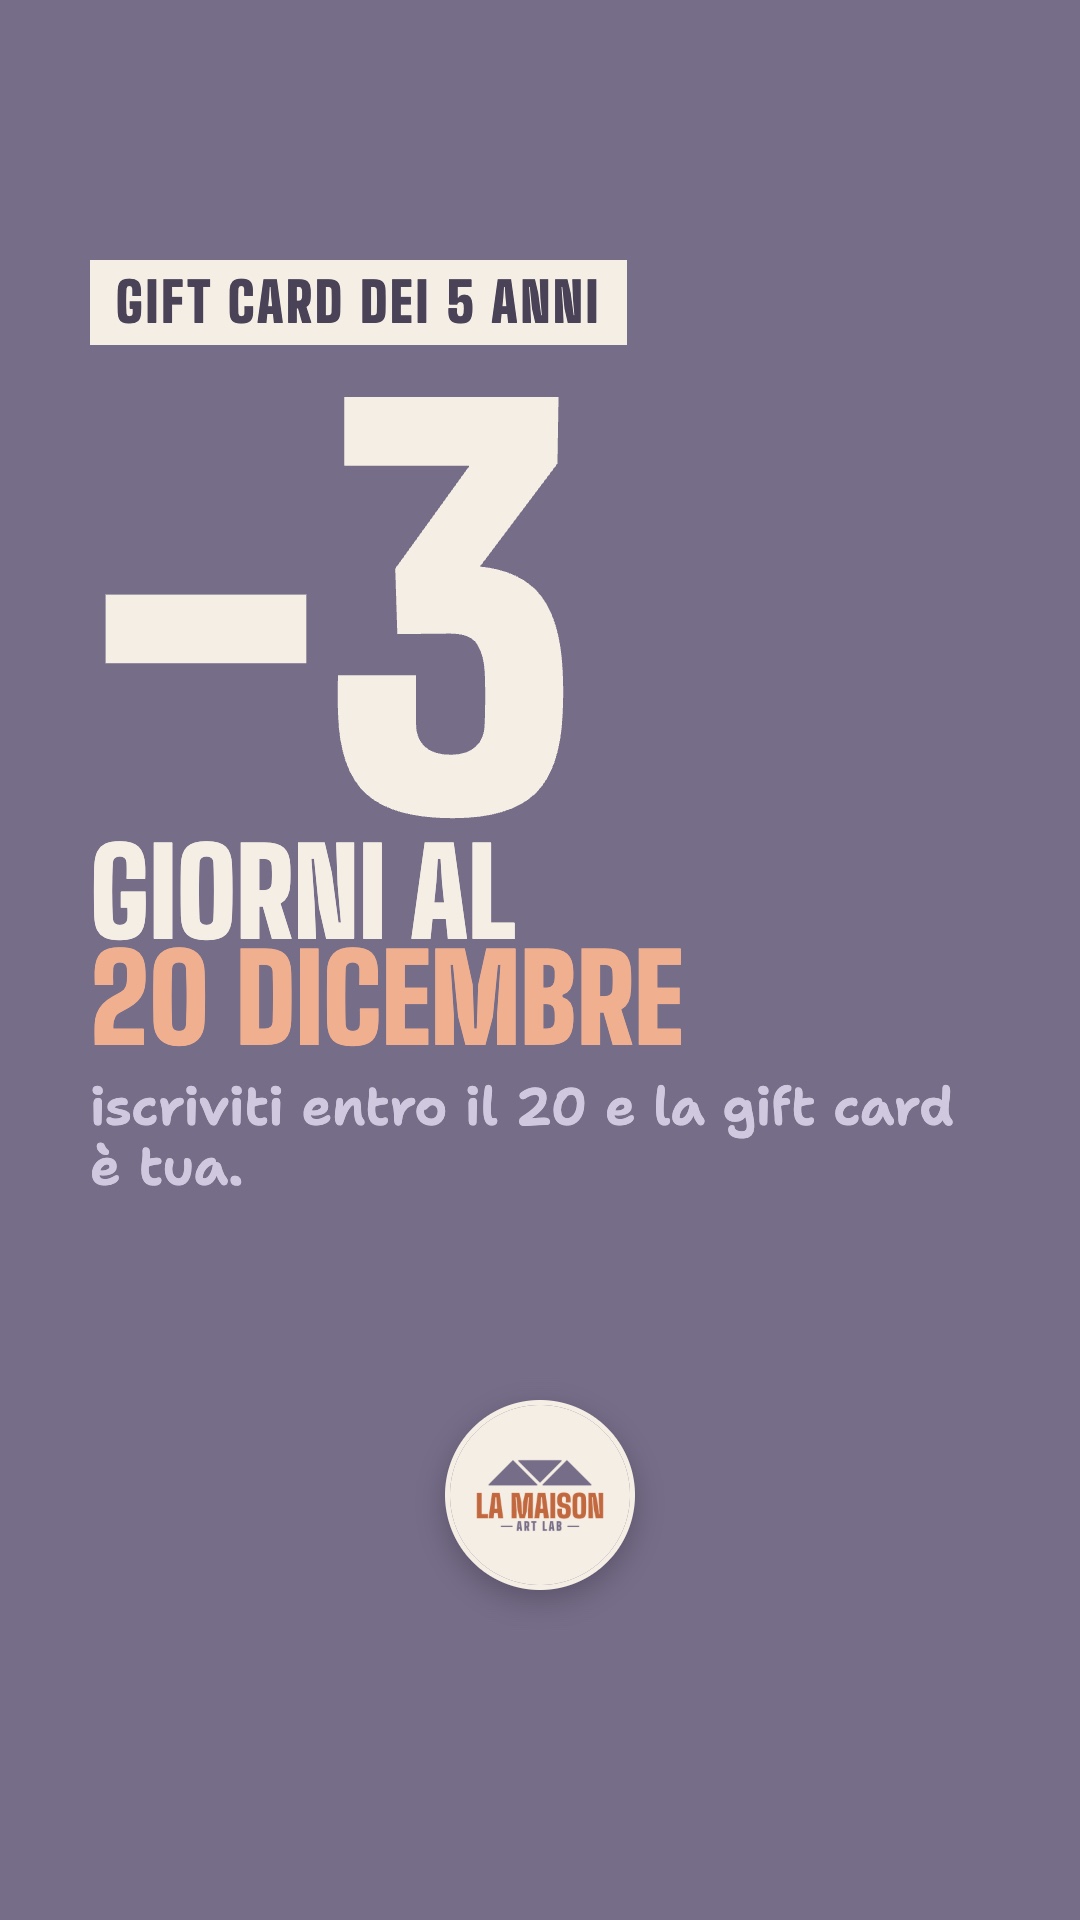 GIFT CARD DEI 5 ANNI
–3
GIORNI AL
20 DICEMBRE
iscriviti entro il 20 e la gift card
è tua.
LA MAISON
— ART LAB —